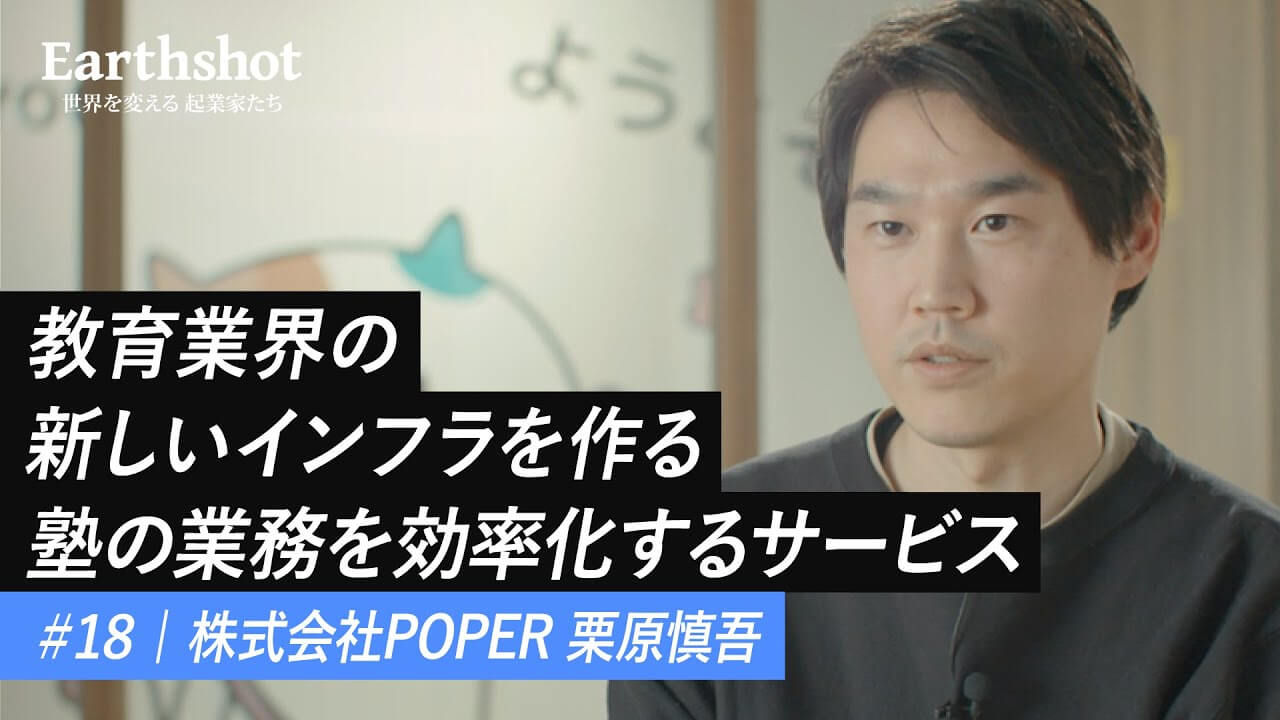 Earthshot
世界を変える 起業家たち
よう
教育業界の
新しいインフラを作る
塾の業務を効率化するサービス
#18｜株式会社POPER 栗原慎吾